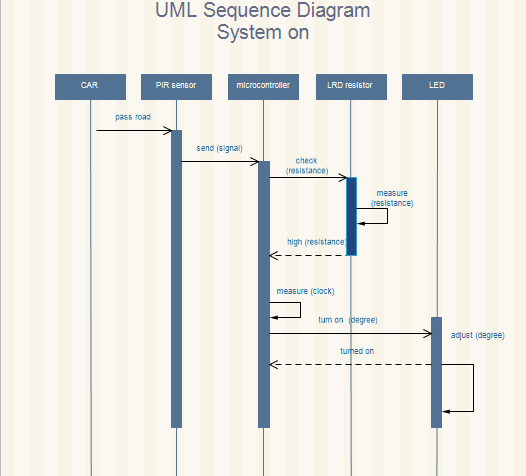 UML Sequence Diagram
System on
CAR
PIR sensor
microcontroller
LRD resistor
LED
pass road
send (signal)
check
(resistance)
measure
(resistance)
high (resistance)
measure (clock)
turn on (degree)
adjust (degree)
turned on